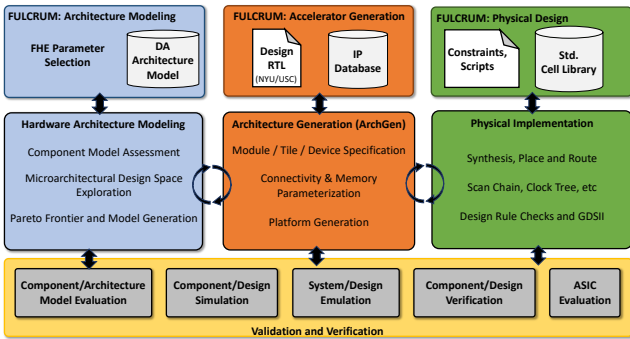 FULCRUM: Architecture Modeling
FHE Parameter
Selection
DA
Architecture
Model
FULCRUM: Accelerator Generation
Design
RTL
(NYU/USC)
IP
Database
FULCRUM: Physical Design
Constraints,
Scripts
Std.
Cell Library
Hardware Architecture Modeling
Component Model Assessment
Microarchitectural Design Space
Exploration
Pareto Frontier and Model Generation
Architecture Generation (ArchGen)
Module / Tile / Device Specification
Connectivity & Memory
Parameterization
Platform Generation
Physical Implementation
Synthesis, Place and Route
Scan Chain, Clock Tree, etc
Design Rule Checks and GDSII
Component/Architecture
Model Evaluation
Component/Design
Simulation
System/Design
Emulation
Component/Design
Verification
ASIC
Evaluation
Validation and Verification